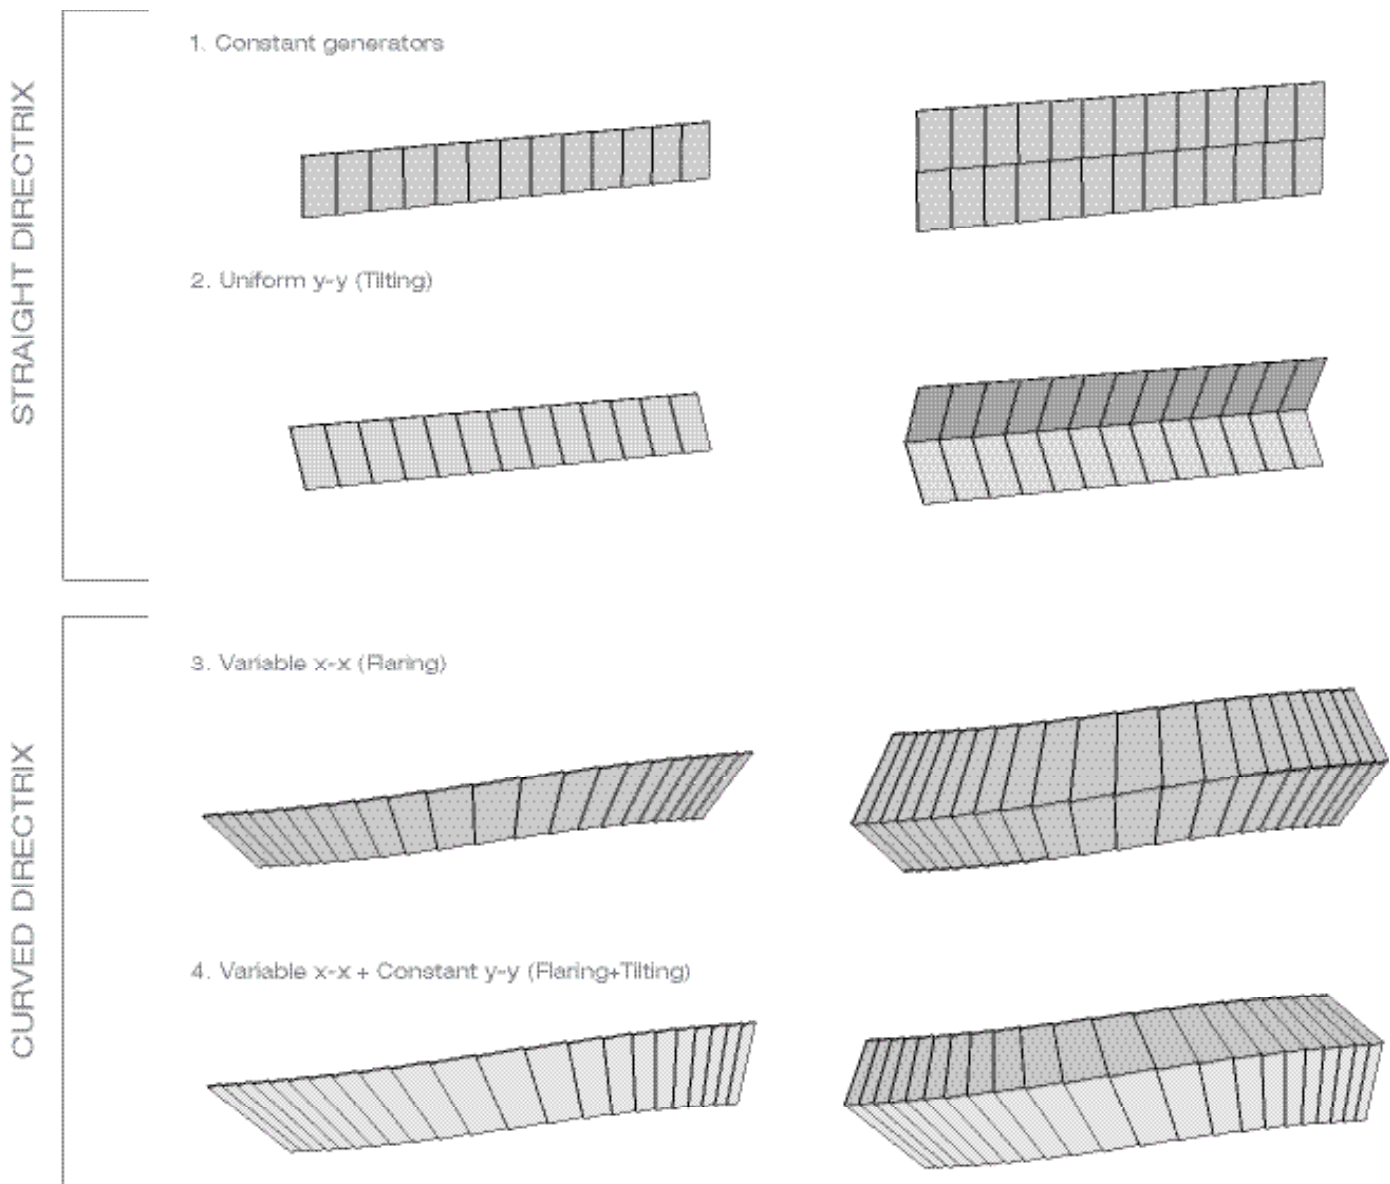 STRAIGHT DIRECTRIX
1. Constant generators
2. Uniform y-y (Tilting)
CURVED DIRECTRIX
3. Variable x-x (Flaring)
4. Variable x-x + Constant y-y (Flaring+Tilting)